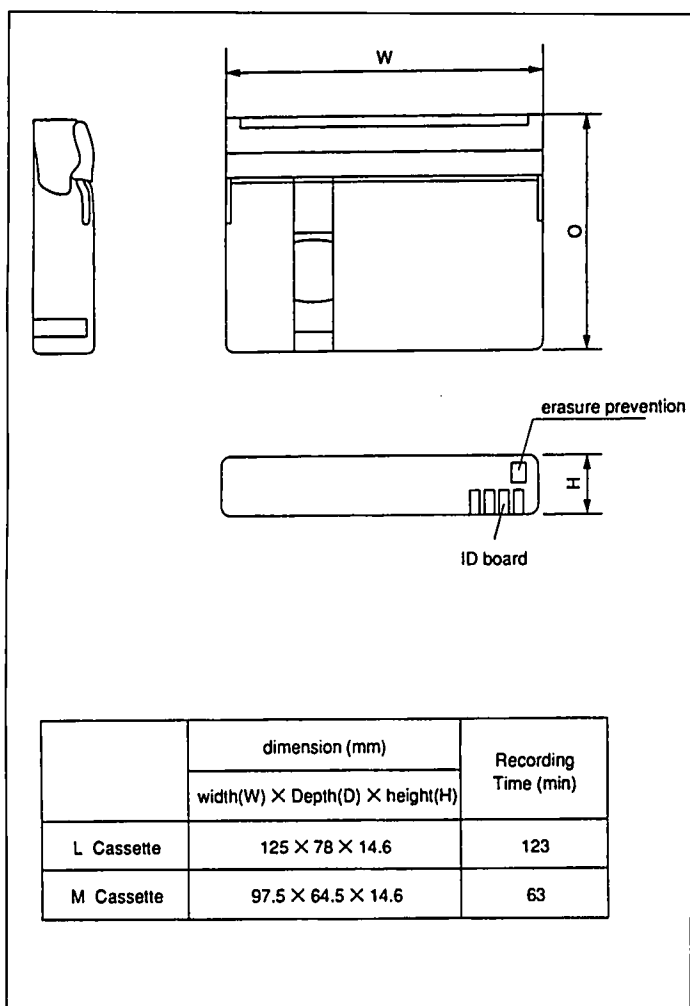 W
O
erasure prevention
H
ID board
dimension (mm)
Recording
Time (min)
width(W) × Depth(D) × height(H)
L Cassette 125 × 78 × 14.6 123
M Cassette 97.5 × 64.5 × 14.6 63